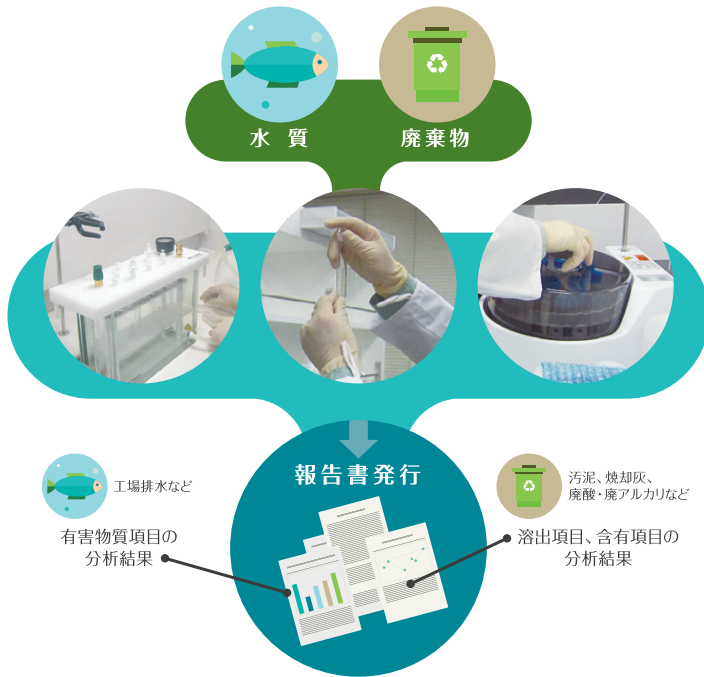 水 質
廃棄物
報告書発行
工場排水など
有害物質項目の
分析結果
汚泥、焼却灰、
廃酸・廃アルカリなど
溶出項目、含有項目の
分析結果